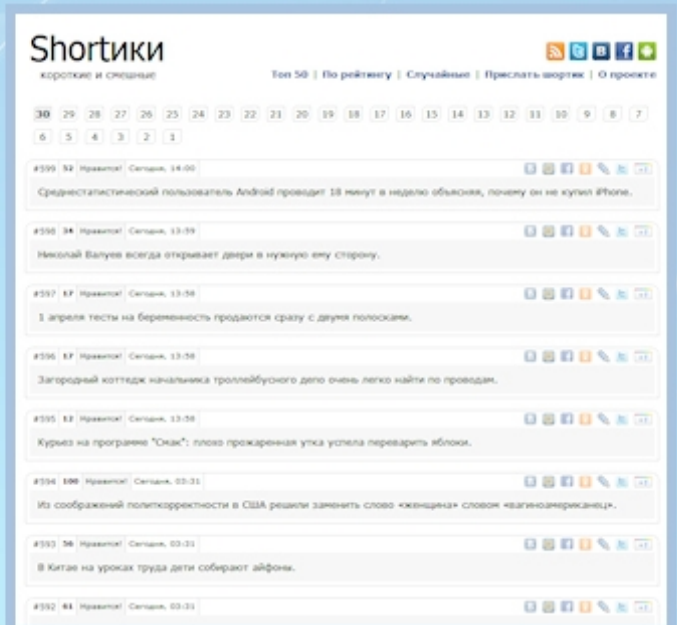 Shortики
короткие и смешные
Топ 50 | По рейтингу | Случайные | Прислать шортик | О проекте
30 29 28 27 26 25 24 23 22 21 20 19 18 17 16 15 14 13 12 11 10 9 8 7
6 5 4 3 2 1
#599 52 Нравится! Сегодня, 14:00
Среднестатистический пользователь Android проводит 18 минут в неделю объясняя, почему он не купил iPhone.
#598 34 Нравится! Сегодня, 13:59
Николай Валуев всегда открывает двери в нужную ему сторону.
#597 17 Нравится! Сегодня, 13:58
1 апреля тесты на беременность продаются сразу с двумя полосками.
#596 17 Нравится! Сегодня, 13:58
Загородный коттедж начальника троллейбусного депо очень легко найти по проводам.
#595 12 Нравится! Сегодня, 13:58
Курьез на программе "Смак": плохо прожаренная утка успела переварить яблоки.
#594 100 Нравится! Сегодня, 03:31
Из соображений политкорректности в США решили заменить слово «женщина» словом «вагиноамериканец».
#593 56 Нравится! Сегодня, 03:31
В Китае на уроках труда дети собирают айфоны.
#592 61 Нравится! Сегодня, 03:31